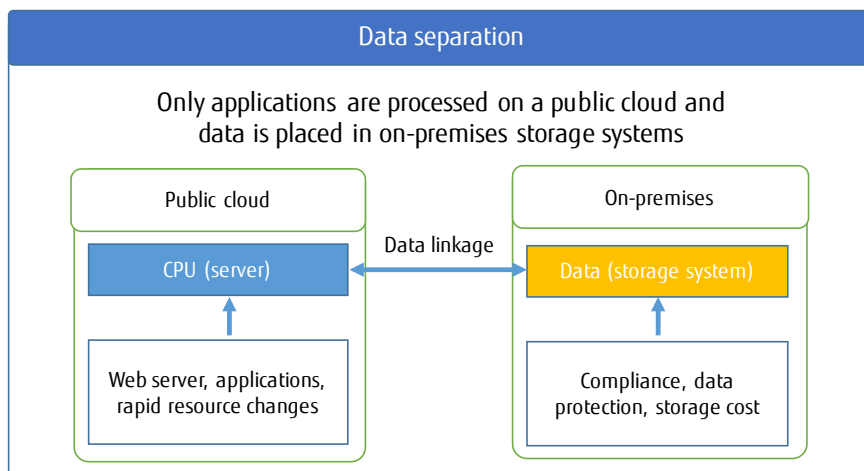 Data separation
Only applications are processed on a public cloud and
data is placed in on-premises storage systems
Public cloud
On-premises
Data linkage
CPU (server)
Data (storage system)
Web server, applications,
rapid resource changes
Compliance, data
protection, storage cost